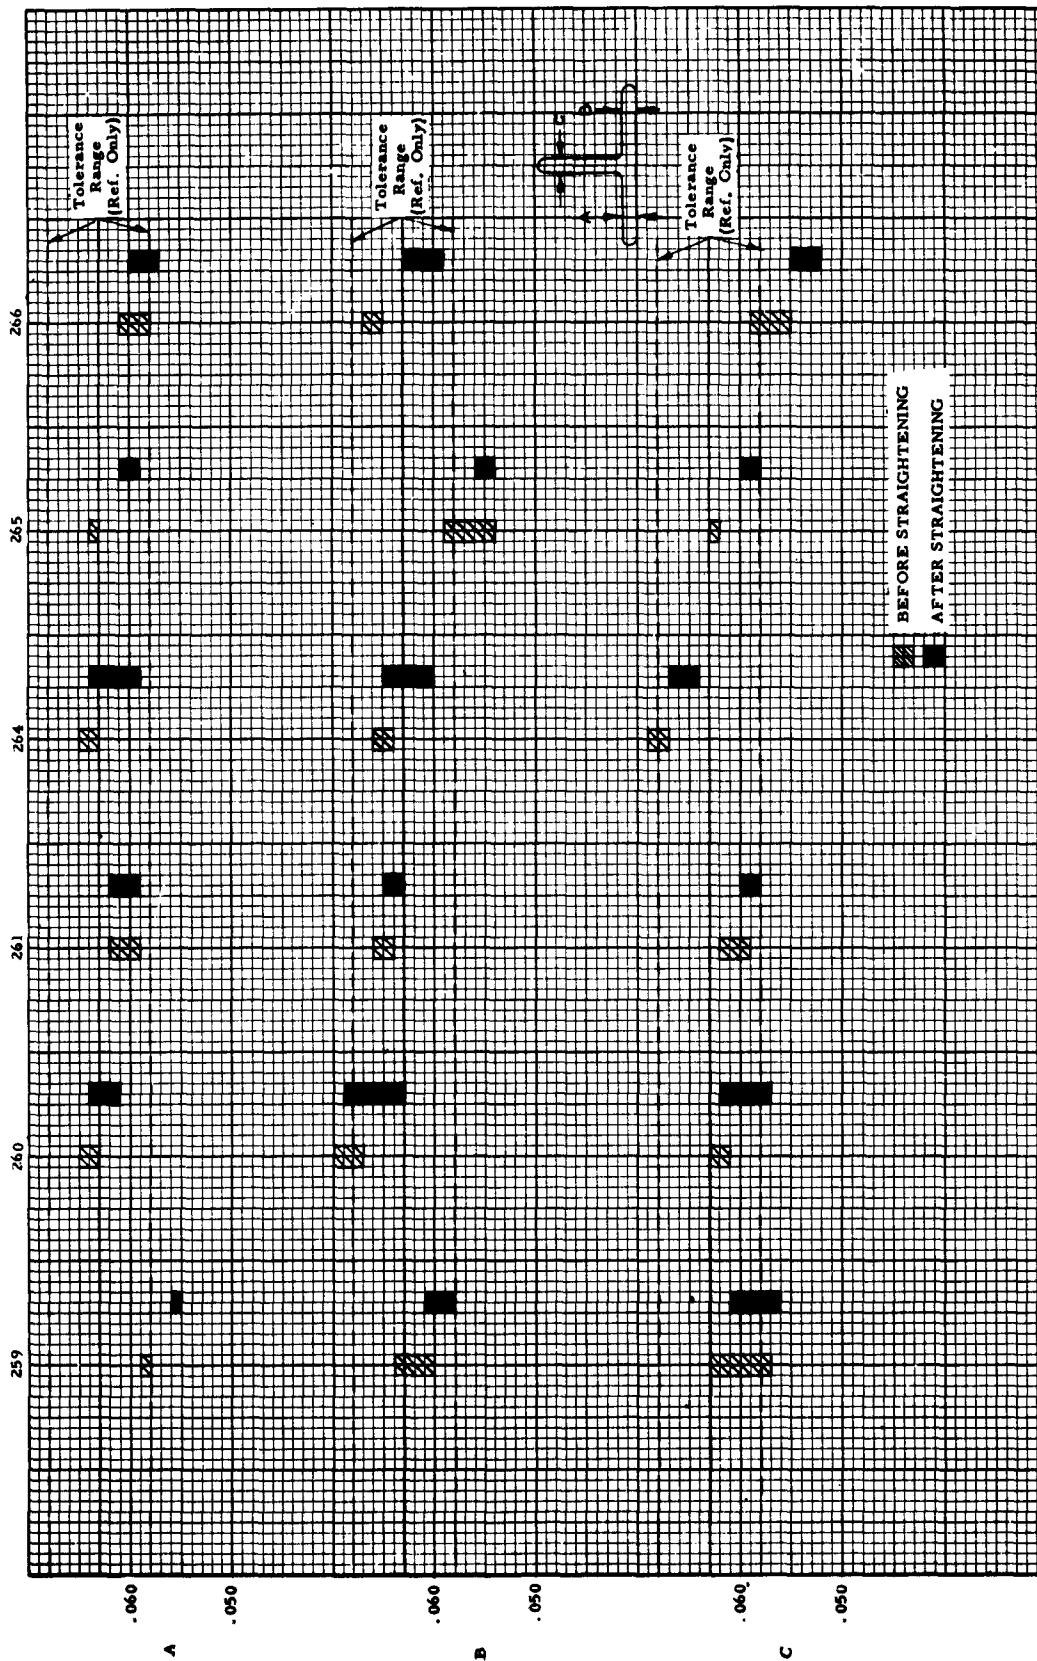 259 260 261 264 265 266
A
.060
.050
B
.060
.050
C
.060
.050
Tolerance
Range
(Ref. Only)
Tolerance
Range
(Ref. Only)
A
C
Tolerance
Range
(Ref. Only)
BEFORE STRAIGHTENING
AFTER STRAIGHTENING